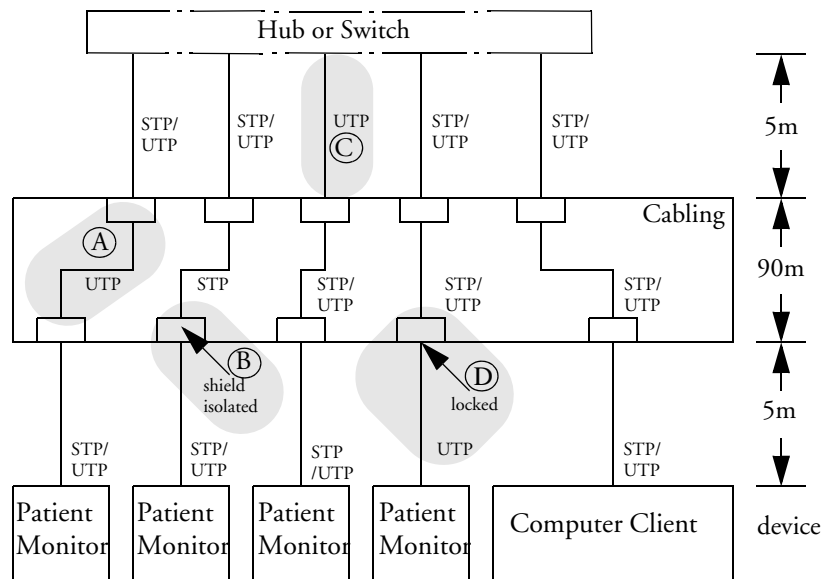 Hub or Switch
STP/
UTP
STP/
UTP
UTP
C
STP/
UTP
STP/
UTP
5m
Cabling
A
UTP
STP
STP/
UTP
STP/
UTP
STP/
UTP
90m
B
shield
isolated
D
locked
5m
STP/
UTP
STP/
UTP
STP
/UTP
UTP
STP/
UTP
Patient
Monitor
Patient
Monitor
Patient
Monitor
Patient
Monitor
Computer Client
device